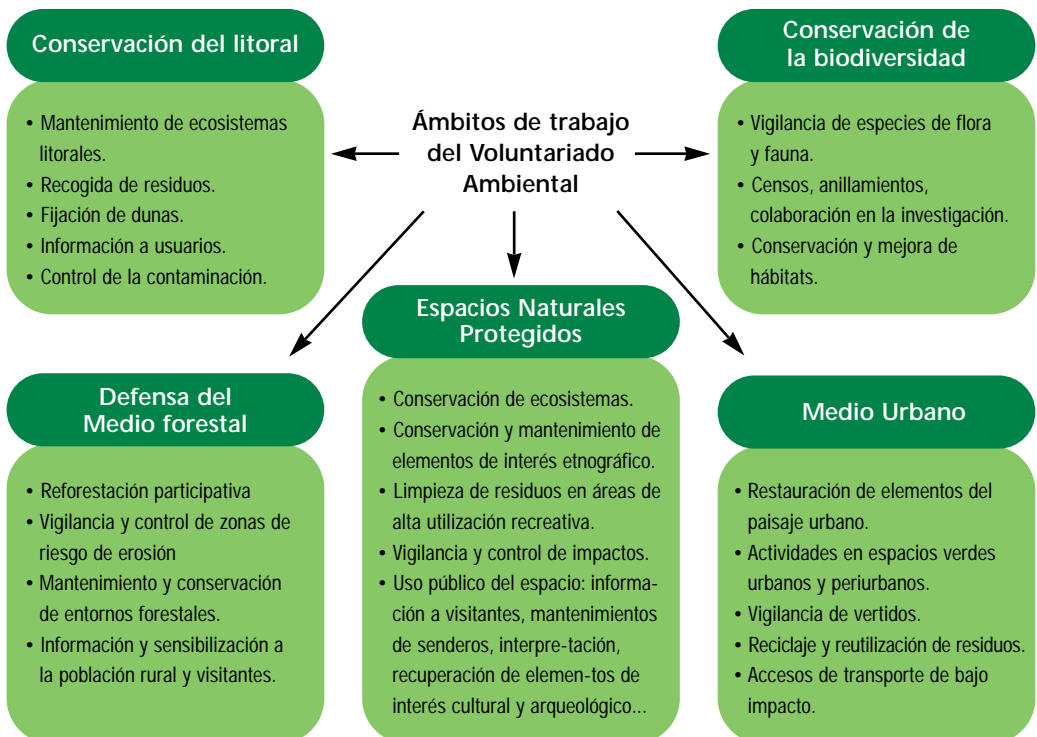 Conservación del litoral
• Mantenimiento de ecosistemas
litorales.
• Recogida de residuos.
• Fijación de dunas.
• Información a usuarios.
• Control de la contaminación.
Ámbitos de trabajo
del Voluntariado
Ambiental
Conservación de
la biodiversidad
• Vigilancia de especies de flora
y fauna.
• Censos, anillamientos,
colaboración en la investigación.
• Conservación y mejora de
hábitats.
Defensa del
Medio forestal
• Reforestación participativa
• Vigilancia y control de zonas de
riesgo de erosión
• Mantenimiento y conservación
de entornos forestales.
• Información y sensibilización a
la población rural y visitantes.
Espacios Naturales
Protegidos
• Conservación de ecosistemas.
• Conservación y mantenimiento de
elementos de interés etnográfico.
• Limpieza de residuos en áreas de
alta utilización recreativa.
• Vigilancia y control de impactos.
• Uso público del espacio: informa-
ción a visitantes, mantenimientos
de senderos, interpre-tación,
recuperación de elemen-tos de
interés cultural y arqueológico...
Medio Urbano
• Restauración de elementos del
paisaje urbano.
• Actividades en espacios verdes
urbanos y periurbanos.
• Vigilancia de vertidos.
• Reciclaje y reutilización de residuos.
• Accesos de transporte de bajo
impacto.